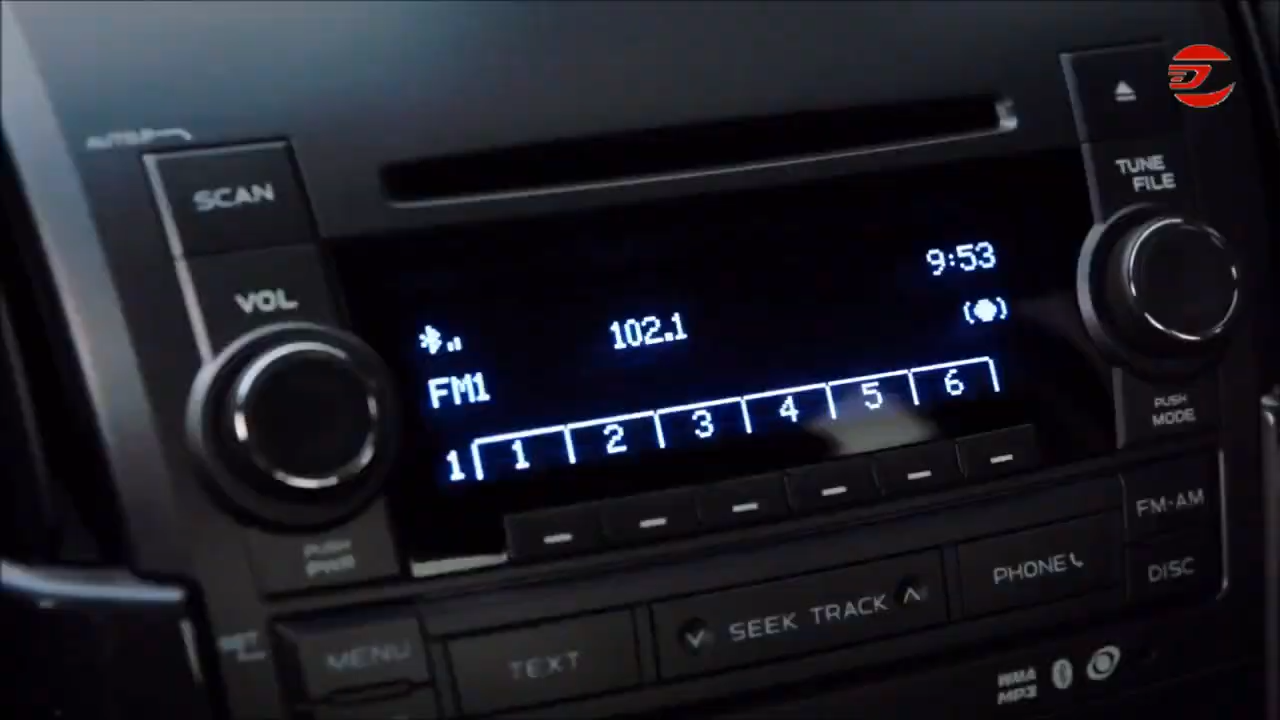 SCAN
TUNE
FILE
VOL
9:53
102.1
FM1
1 1 2 3 4 5 6
PUSH
MODE
PUSH
PWR
FM·AM
PHONE
DISC
SEEK TRACK
MENU
TEXT
WMA
MP3